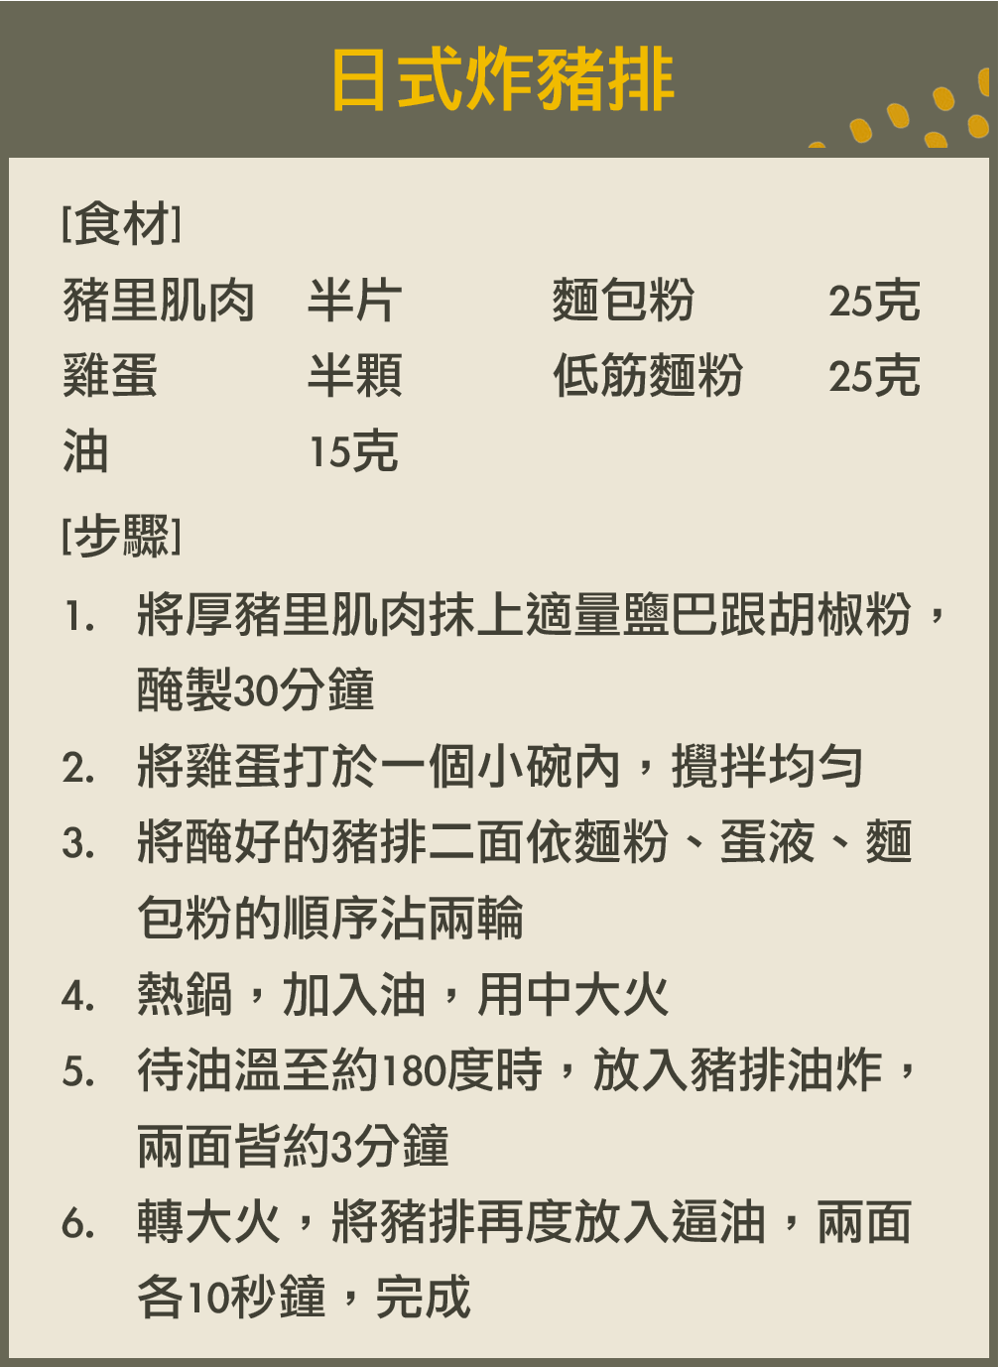 日式炸豬排
[食材]
豬里肌肉 半片 麵包粉 25克
雞蛋 半顆 低筋麵粉 25克
油 15克
[步驟]
1. 將厚豬里肌肉抹上適量鹽巴跟胡椒粉，
醃製30分鐘
2. 將雞蛋打於一個小碗內，攪拌均勻
3. 將醃好的豬排二面依麵粉、蛋液、麵
包粉的順序沾兩輪
4. 熱鍋，加入油，用中大火
5. 待油溫至約180度時，放入豬排油炸，
兩面皆約3分鐘
6. 轉大火，將豬排再度放入逼油，兩面
各10秒鐘，完成